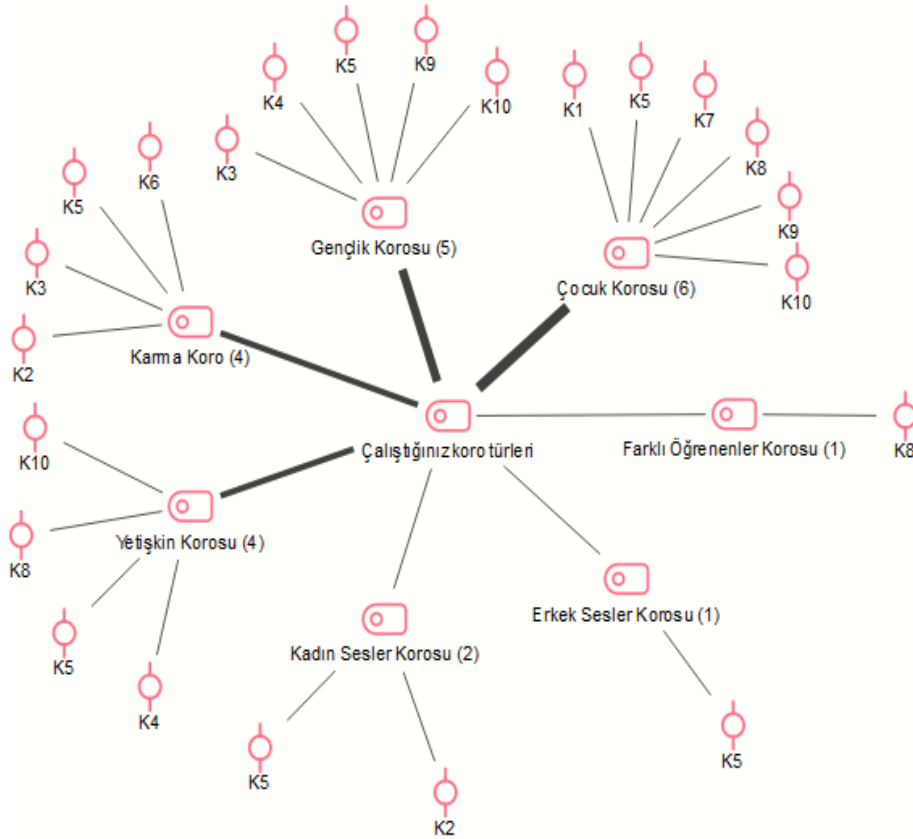 K5
K9
K4
K10
K3
Gençlik Korosu (5)
K1
K5
K7
K8
K9
K10
Çocuk Korosu (6)
K6
K5
K3
K2
Karma Koro (4)
Çalıştığınız koro türleri
Farklı Öğrenenler Korosu (1)
K8
K10
K8
K5
K4
Yetişkin Korosu (4)
Kadın Sesler Korosu (2)
K5
K2
Erkek Sesler Korosu (1)
K5